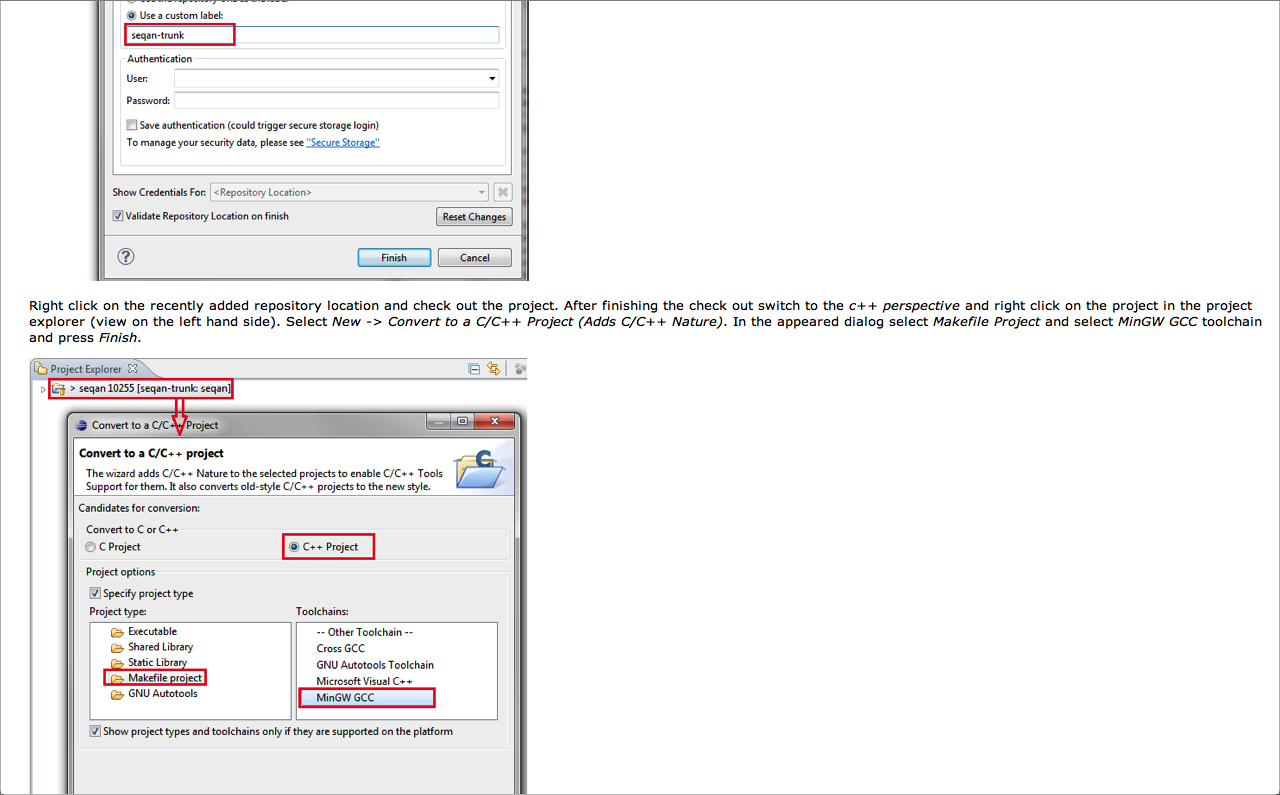 Use a custom label:
seqan-trunk
Authentication
User:
Password:
Save authentication (could trigger secure storage login)
To manage your security data, please see "Secure Storage"
Show Credentials For: <Repository Location>
Validate Repository Location on finish
Reset Changes
Finish Cancel
Right click on the recently added repository location and check out the project. After finishing the check out switch to the c++ perspective and right click on the project in the project
explorer (view on the left hand side). Select New -> Convert to a C/C++ Project (Adds C/C++ Nature). In the appeared dialog select Makefile Project and select MinGW GCC toolchain
and press Finish.
Project Explorer
> seqan 10255 [seqan-trunk: seqan]
Convert to a C/C++ Project
Convert to a C/C++ project
The wizard adds C/C++ Nature to the selected projects to enable C/C++ Tools
Support for them. It also converts old-style C/C++ projects to the new style.
Candidates for conversion:
Convert to C or C++
C Project C++ Project
Project options
Specify project type
Project type: Toolchains:
Executable
Shared Library
Static Library
Makefile project
GNU Autotools
-- Other Toolchain --
Cross GCC
GNU Autotools Toolchain
Microsoft Visual C++
MinGW GCC
Show project types and toolchains only if they are supported on the platform